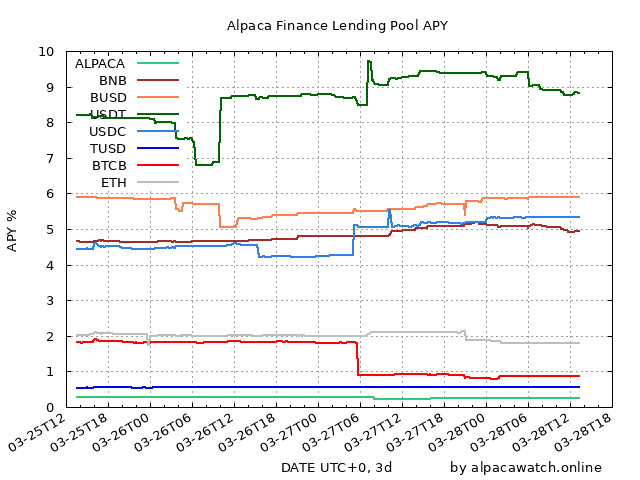 Alpaca Finance Lending Pool APY
10
9
8
7
6
5
4
3
2
1
0
APY %
ALPACA
BNB
BUSD
USDT
USDC
TUSD
BTCB
ETH
03-25T12
03-25T18
03-26T00
03-26T06
03-26T12
03-26T18
03-27T00
03-27T06
03-27T12
03-27T18
03-28T00
03-28T06
03-28T12
03-28T18
DATE UTC+0, 3d
by alpacawatch.online